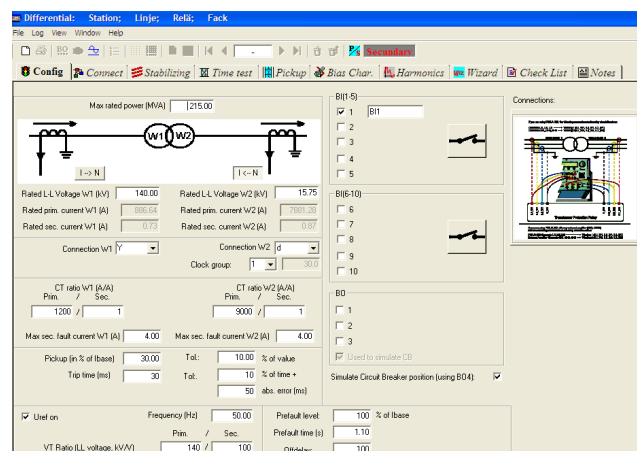 Differential: Station; Linje; Relä; Fack
File Log View Window Help
P/s Secundary
Config Connect Stabilizing Time test Pickup Bias Char. Harmonics Wizard Check List Notes
Max rated power (MVA) 215.00
W1 W2
I -> N I <- N
Rated L-L Voltage W1 (kV) 140.00 Rated L-L Voltage W2 (kV) 15.75
Rated prim. current W1 (A) 886.64 Rated prim. current W2 (A) 7881.28
Rated sec. current W1 (A) 0.73 Rated sec. current W2 (A) 0.87
Connection W1 Y Connection W2 d
Clock group: 1 30.0
CT ratio W1 (A/A) CT ratio W2 (A/A)
Prim. / Sec. Prim. / Sec.
1200 / 1 9000 / 1
Max sec. fault current W1 (A) 4.00 Max sec. fault current W2 (A) 4.00
Pickup (in % of Ibase) 30.00 Tol.: 10.00 % of value
Trip time (ms) 30 Tol: 10 % of time +
50 abs. error (ms)
Uref on Frequency (Hz) 50.00
Prim. / Sec.
VT Ratio (LL voltage, kV/V) 140 / 100
Prefault level: 100 % of Ibase
Prefault time (s) 1.10
Offdelay: 100
BI(1-5)
1 BI1
2
3
4
5
BI(6-10)
6
7
8
9
10
BO
1
2
3
Used to simulate CB
Simulate Circuit Breaker position (using BO4):
Connections:
Transformer Protection Relay